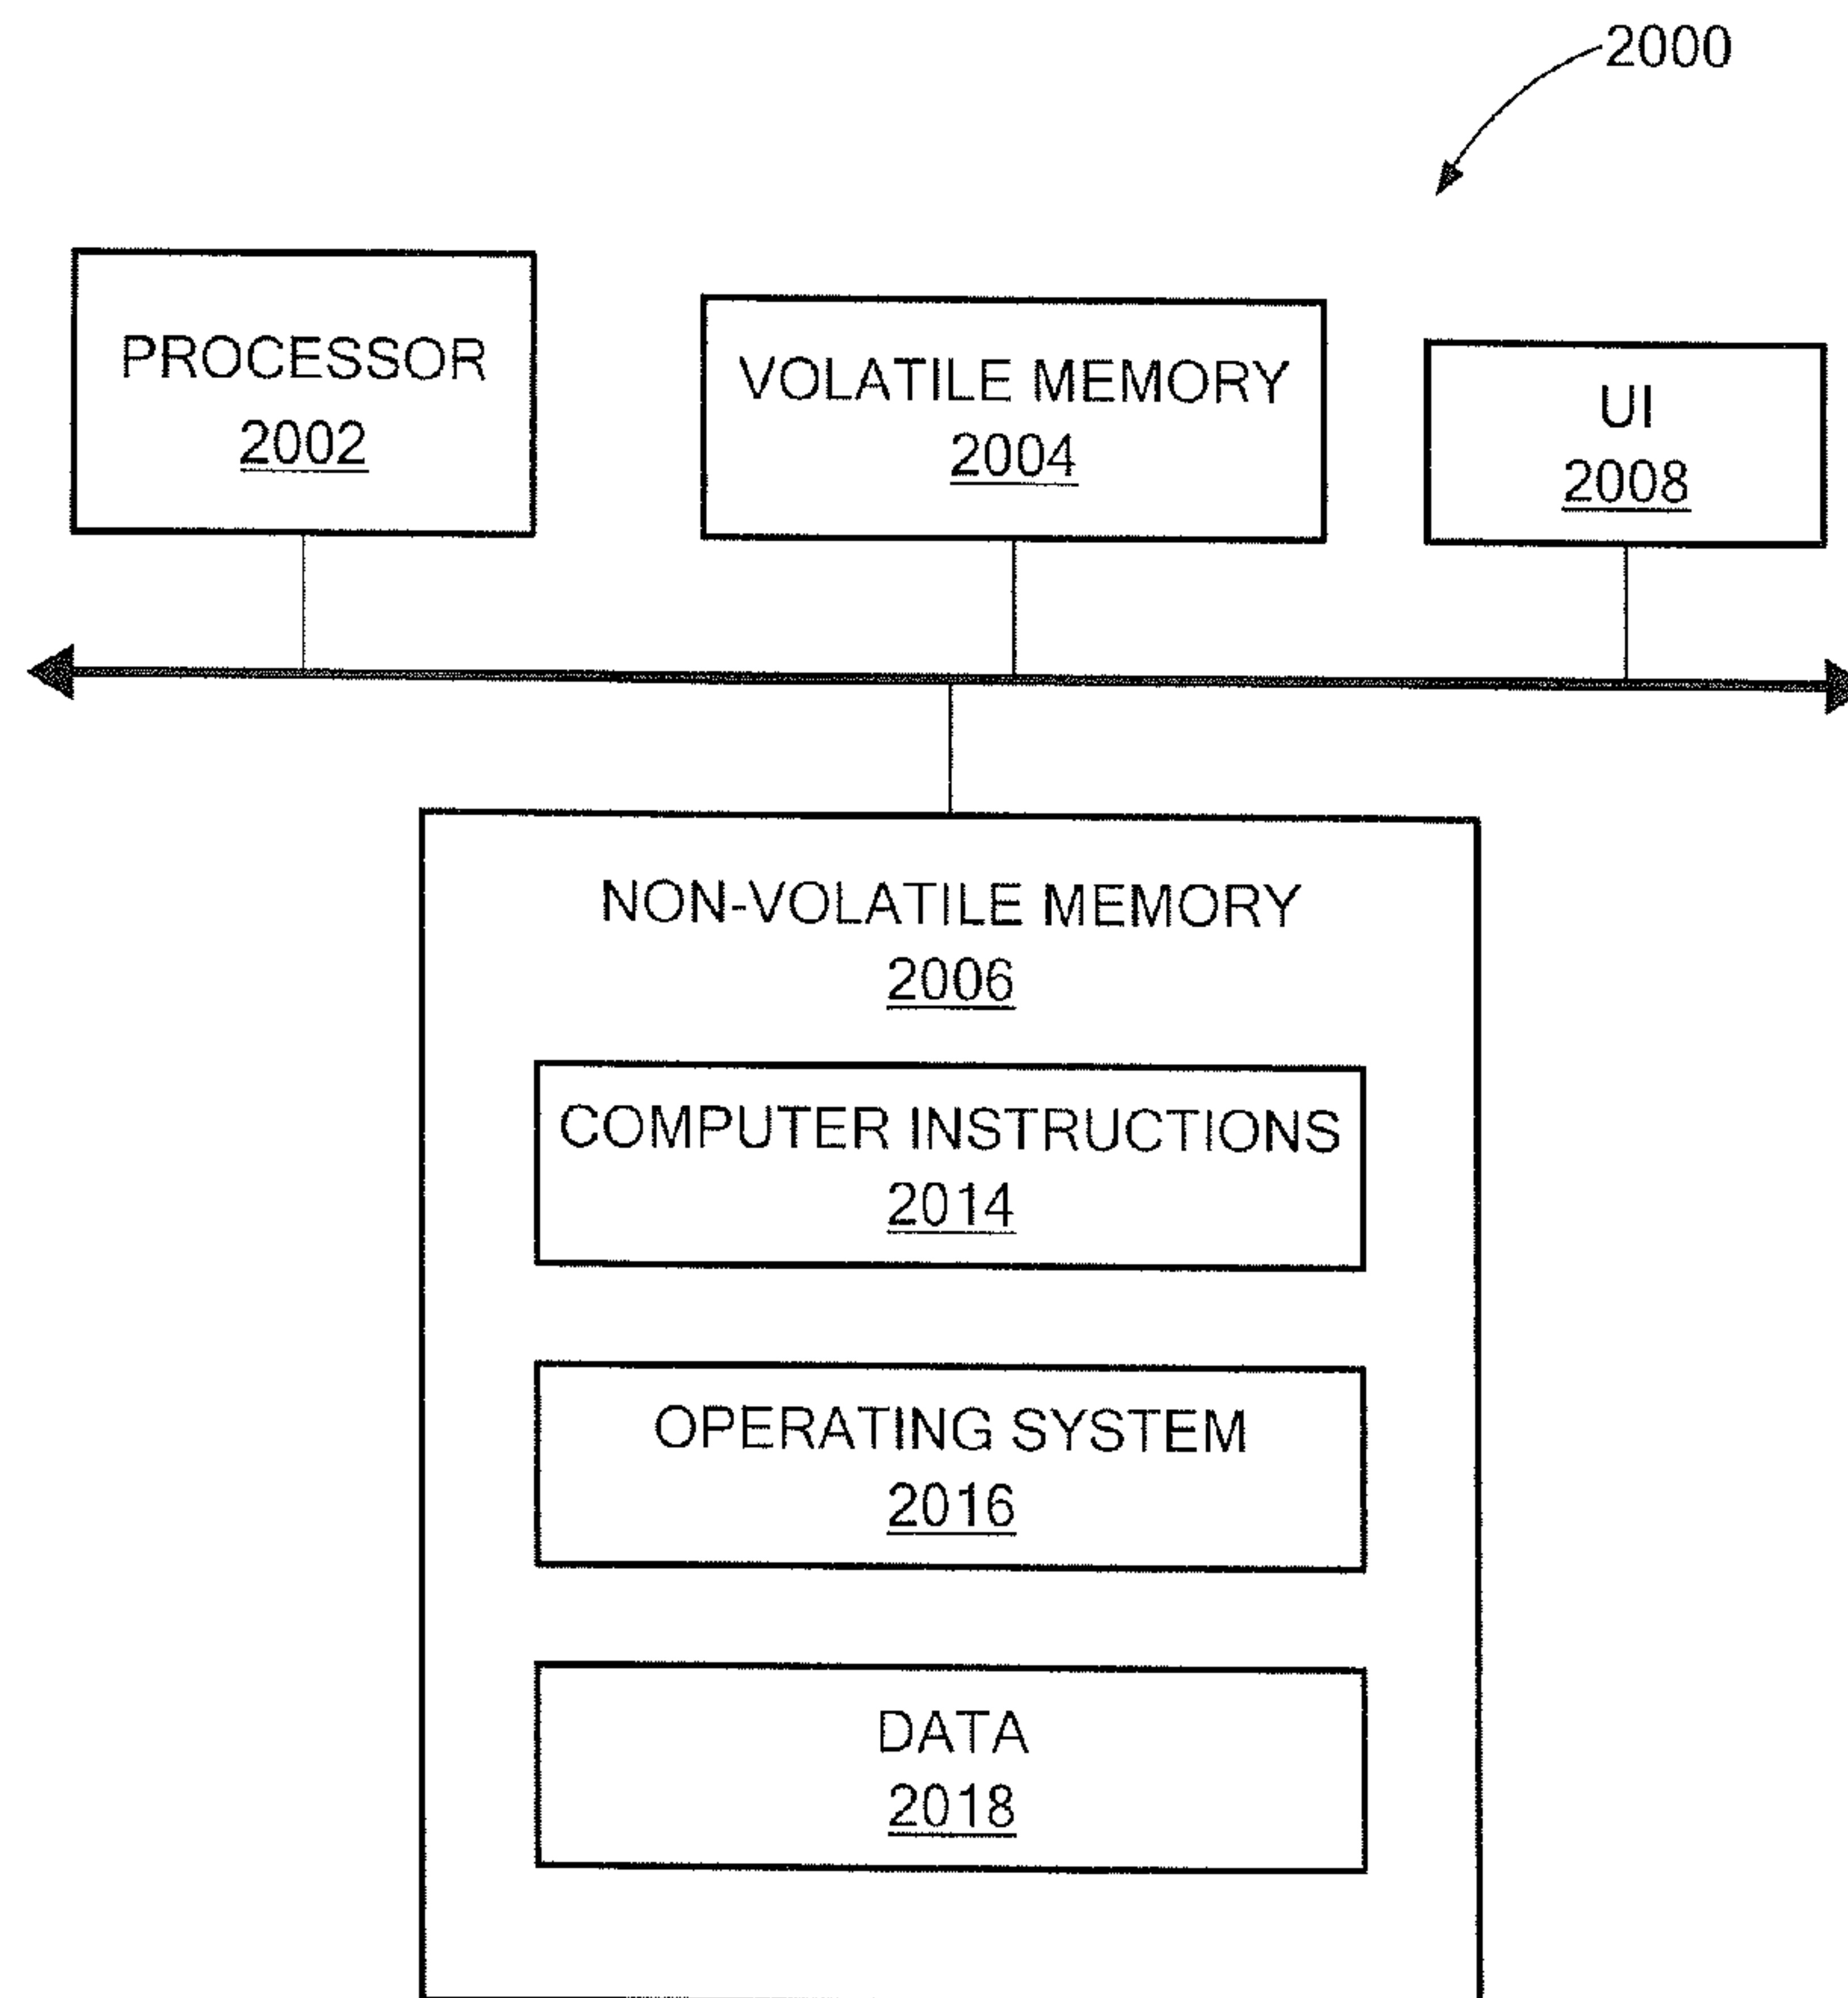 2000
PROCESSOR
2002
VOLATILE MEMORY
2004
UI
2008
NON-VOLATILE MEMORY
2006
COMPUTER INSTRUCTIONS
2014
OPERATING SYSTEM
2016
DATA
2018